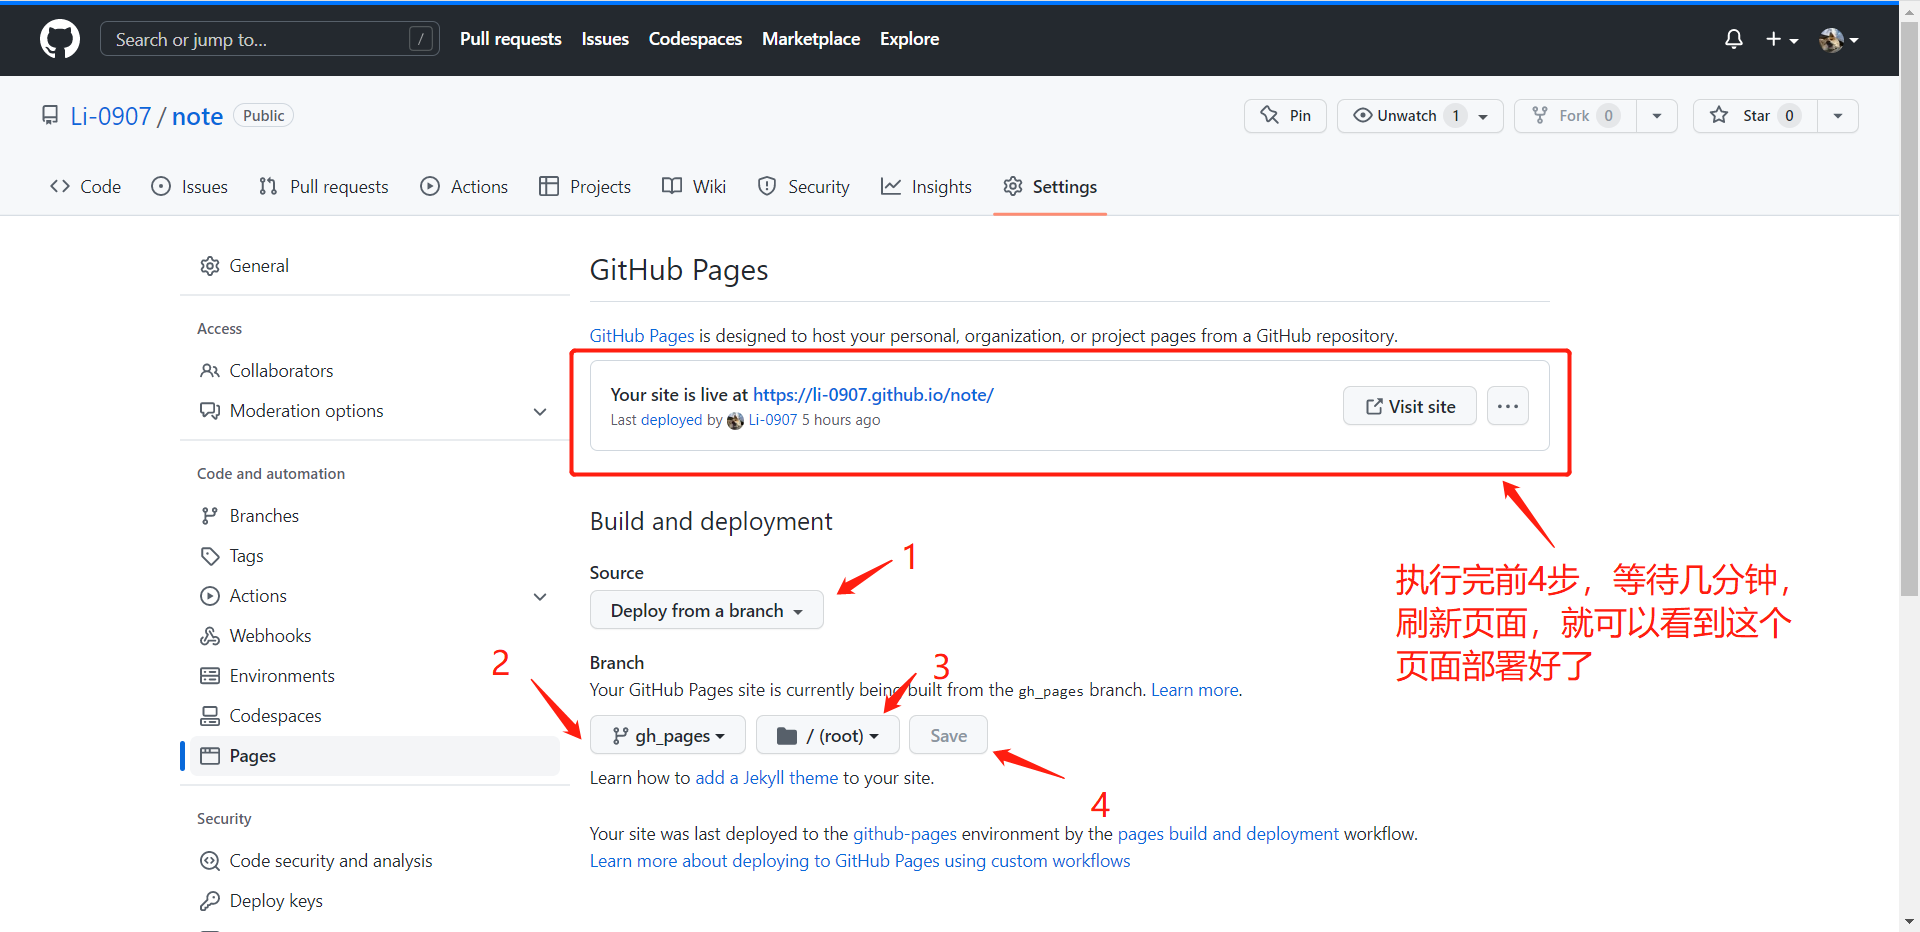 Search or jump to... /
Pull requests Issues Codespaces Marketplace Explore
Li-0907 / note Public
Pin Unwatch 1 Fork 0 Star 0
Code Issues Pull requests Actions Projects Wiki Security Insights Settings
General
Access
Collaborators
Moderation options
Code and automation
Branches
Tags
Actions
Webhooks
Environments
Codespaces
Pages
Security
Code security and analysis
Deploy keys
GitHub Pages
GitHub Pages is designed to host your personal, organization, or project pages from a GitHub repository.
Your site is live at https://li-0907.github.io/note/
Last deployed by Li-0907 5 hours ago
Visit site ...
执行完前4步，等待几分钟，
刷新页面，就可以看到这个
页面部署好了
Build and deployment
1
Source
Deploy from a branch
2
3
Branch
Your GitHub Pages site is currently being built from the gh_pages branch. Learn more.
gh_pages / (root) Save
4
Learn how to add a Jekyll theme to your site.
Your site was last deployed to the github-pages environment by the pages build and deployment workflow.
Learn more about deploying to GitHub Pages using custom workflows